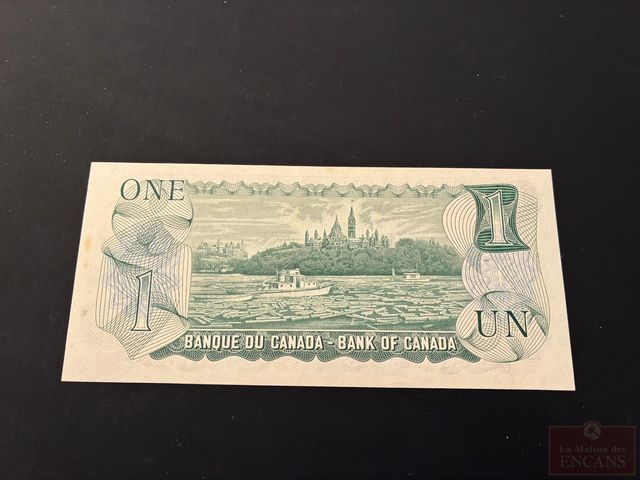 ONE
1
1
UN
BANQUE DU CANADA - BANK OF CANADA
La Maison des
ENCANS